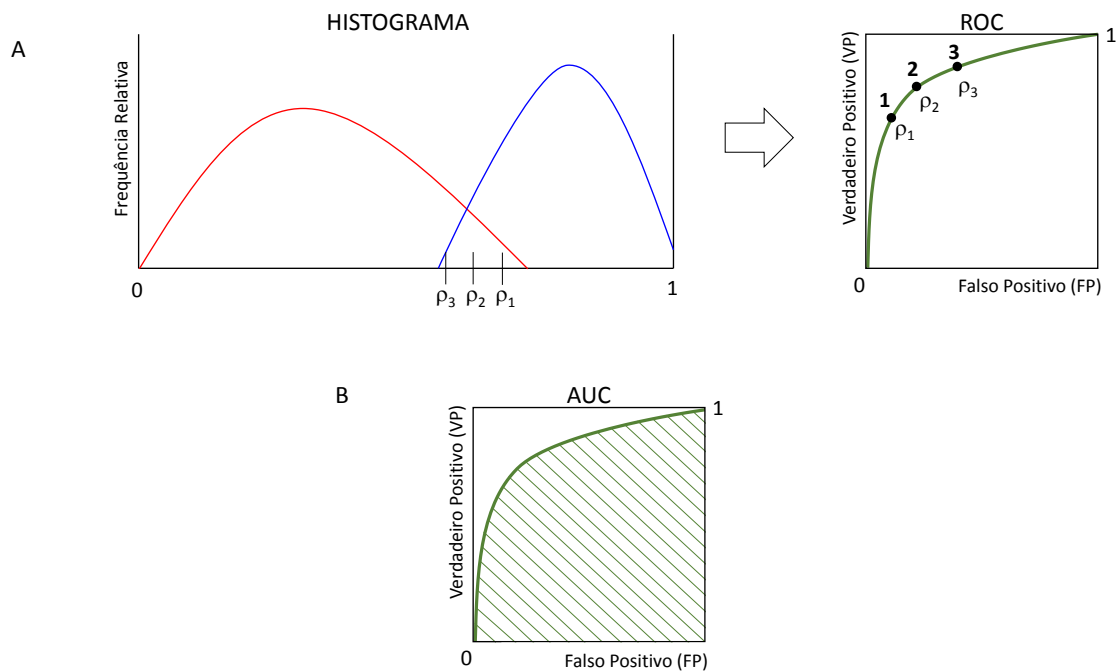 A
HISTOGRAMA
Frequência Relativa
0
ρ3
ρ2
ρ1
1
ROC
Verdadeiro Positivo (VP)
1
1
2
3
ρ1
ρ2
ρ3
0
Falso Positivo (FP)
B
AUC
Verdadeiro Positivo (VP)
1
0
Falso Positivo (FP)